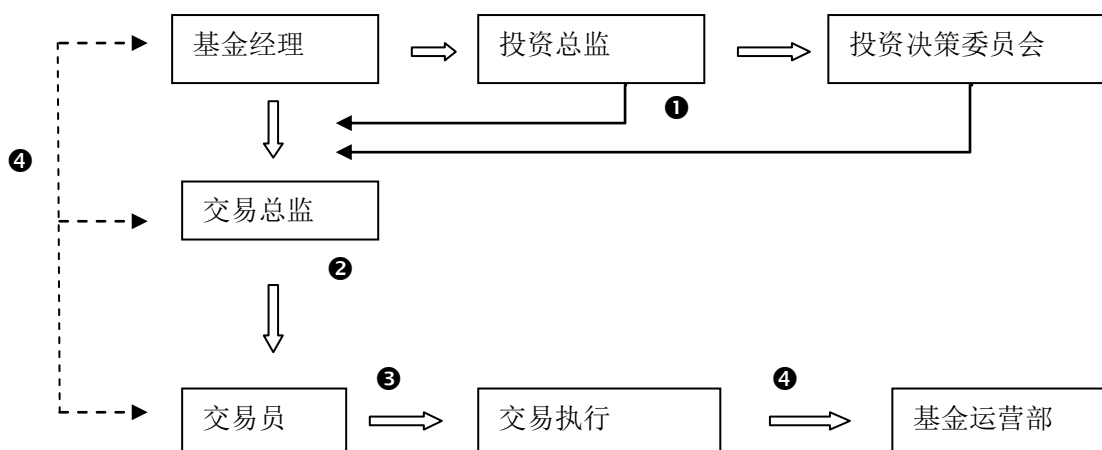 基金经理
投资总监
投资决策委员会
❶
❹
交易总监
❷
❸
❹
交易员
交易执行
基金运营部